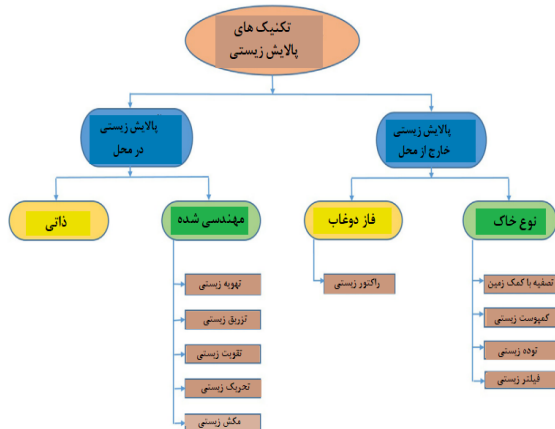 تکنیک های
پالایش زیستی
پالایش زیستی
خارج از محل
پالایش زیستی
در محل
نوع خاک
فاز دوغاب
مهندسی شده
ذاتی
تصفیه با کمک زمین
کمپوست زیستی
توده زیستی
فیلتر زیستی
راکتور زیستی
تهویه زیستی
تزریق زیستی
تقویت زیستی
تحریک زیستی
مکش زیستی